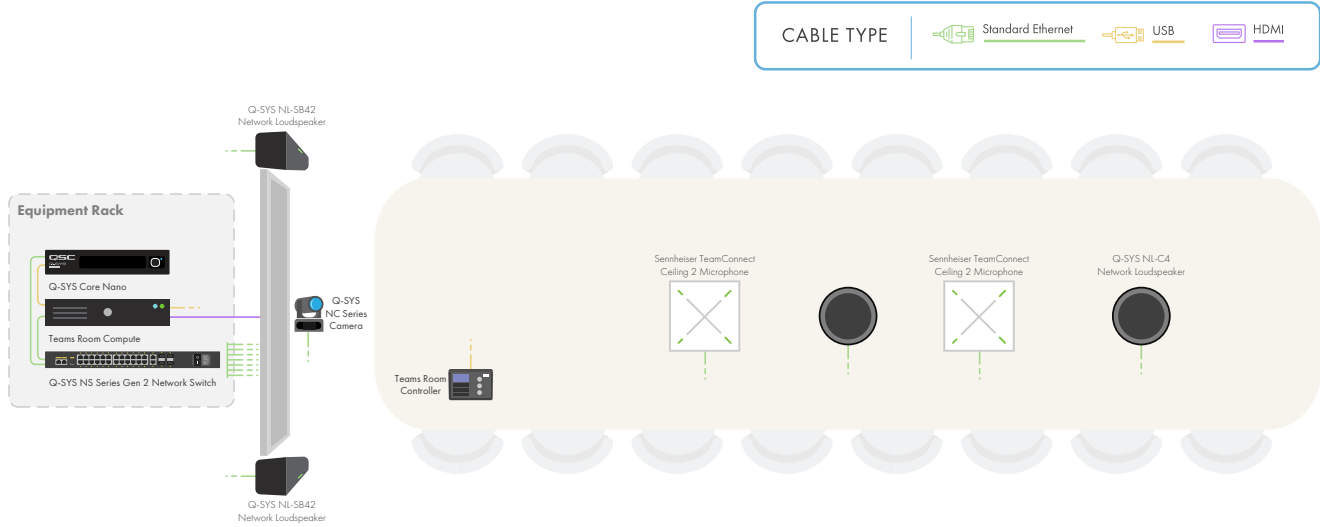 CABLE TYPE
Standard Ethernet
USB
HDMI
Q-SYS NL-SB42
Network Loudspeaker
Equipment Rack
QSC
Q-SYS Core Nano
Teams Room Compute
Q-SYS NS Series Gen 2 Network Switch
Q-SYS
NC Series
Camera
Sennheiser TeamConnect
Ceiling 2 Microphone
Sennheiser TeamConnect
Ceiling 2 Microphone
Q-SYS NL-C4
Network Loudspeaker
Teams Room
Controller
Q-SYS NL-SB42
Network Loudspeaker